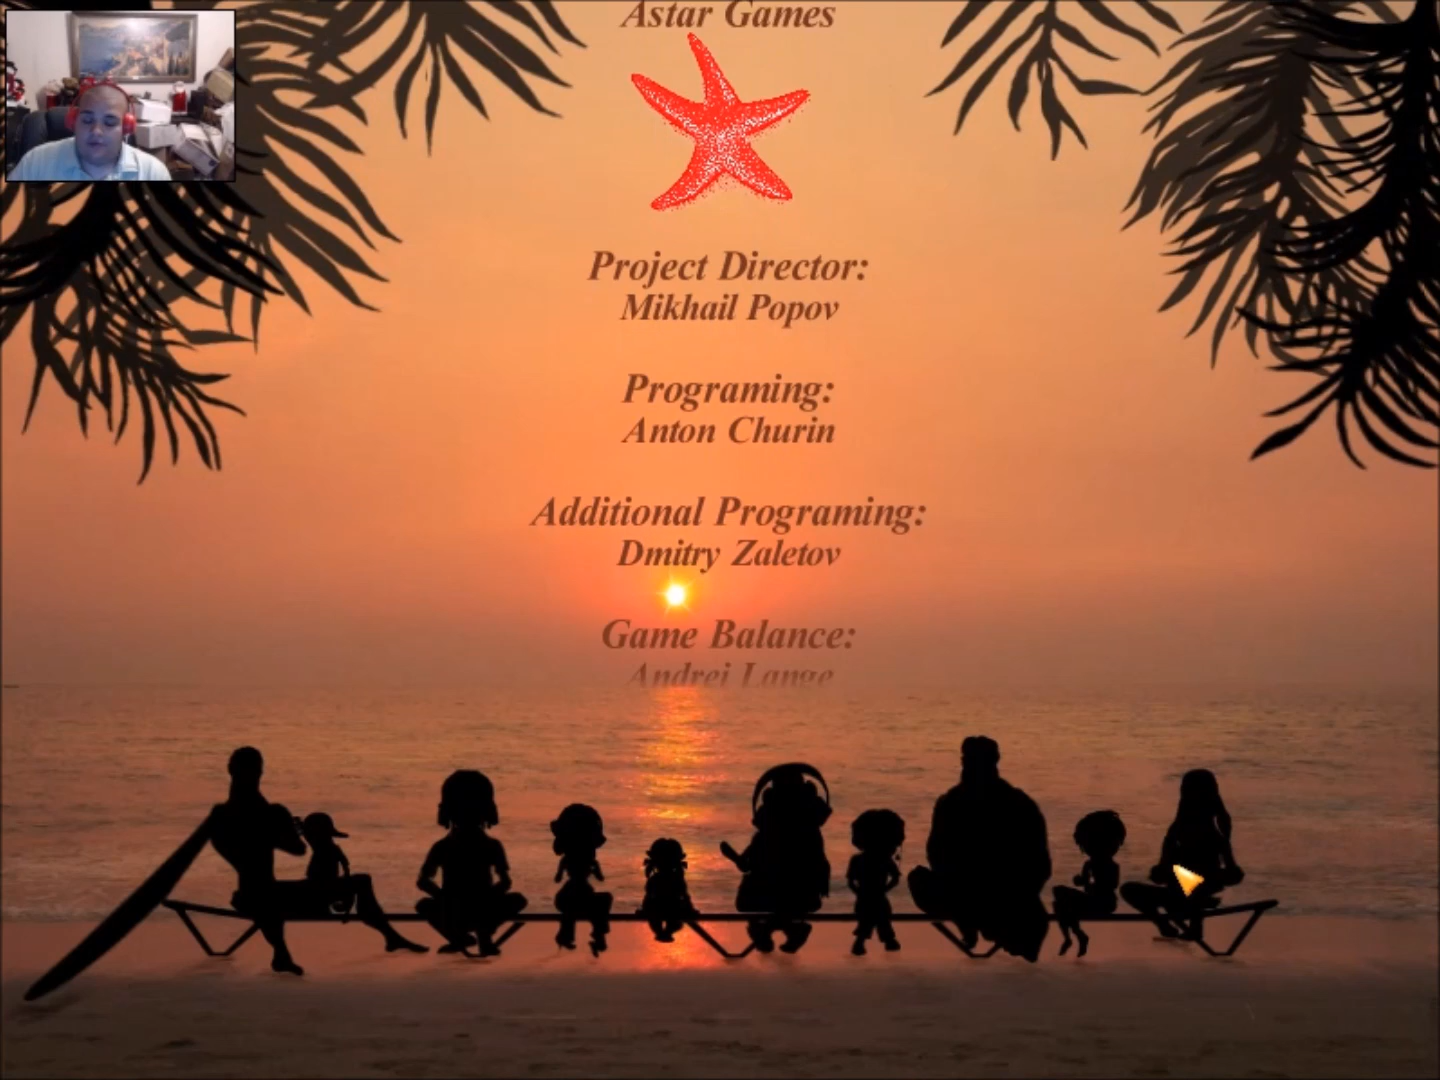 Astar Games
Project Director:
Mikhail Popov
Programing:
Anton Churin
Additional Programing:
Dmitry Zaletov
Game Balance:
Andrei Lange